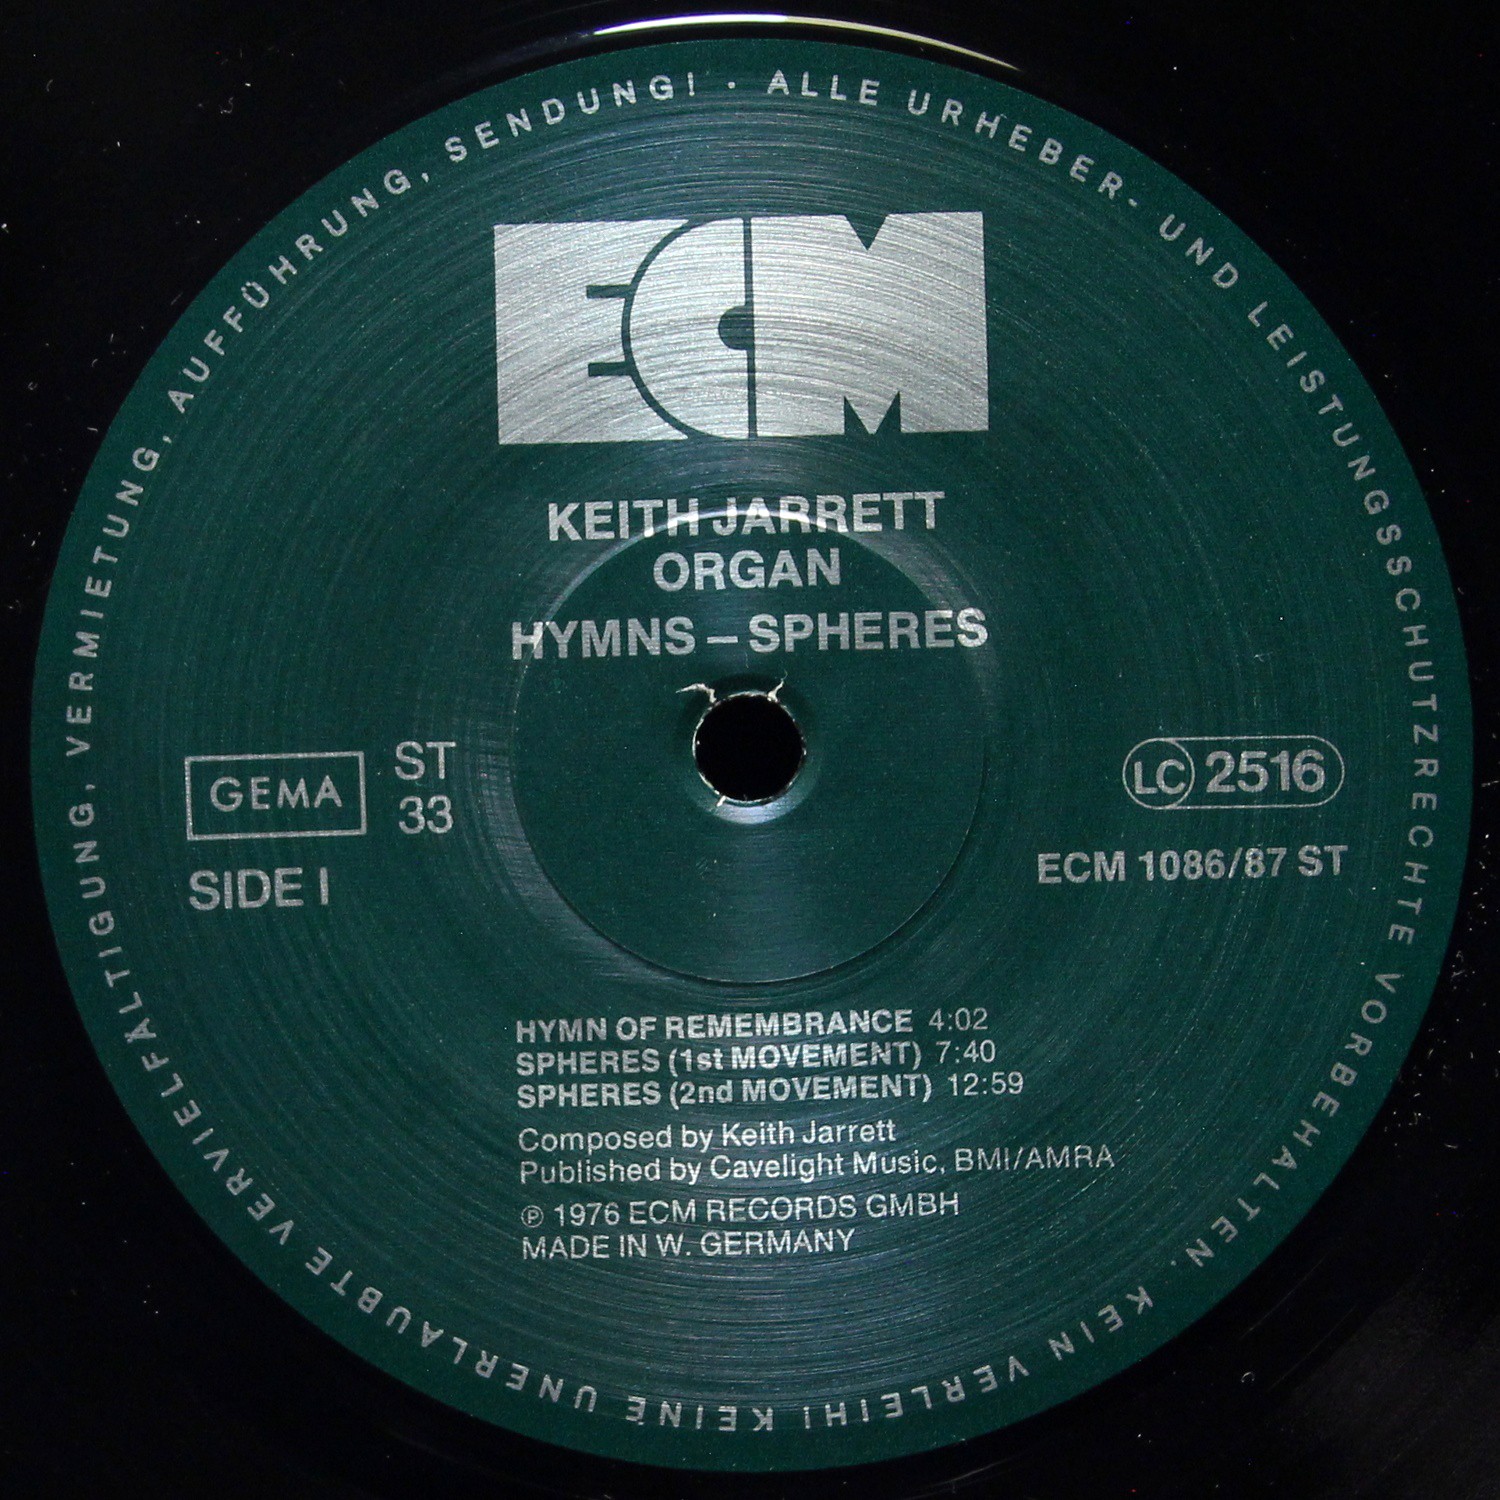 ALLE URHEBER- UND LEISTUNGSSCHUTZRECHTE VORBEHALTEN. KEIN VERLEIH! KEINE UNERLAUBTE VERVIELFÄLTIGUNG, VERMIETUNG, AUFFÜHRUNG, SENDUNG! ·
ECM
KEITH JARRETT
ORGAN
HYMNS – SPHERES
GEMA
ST
33
SIDE I
LC 2516
ECM 1086/87 ST
HYMN OF REMEMBRANCE 4:02
SPHERES (1st MOVEMENT) 7:40
SPHERES (2nd MOVEMENT) 12:59
Composed by Keith Jarrett
Published by Cavelight Music, BMI/AMRA
℗ 1976 ECM RECORDS GMBH
MADE IN W. GERMANY